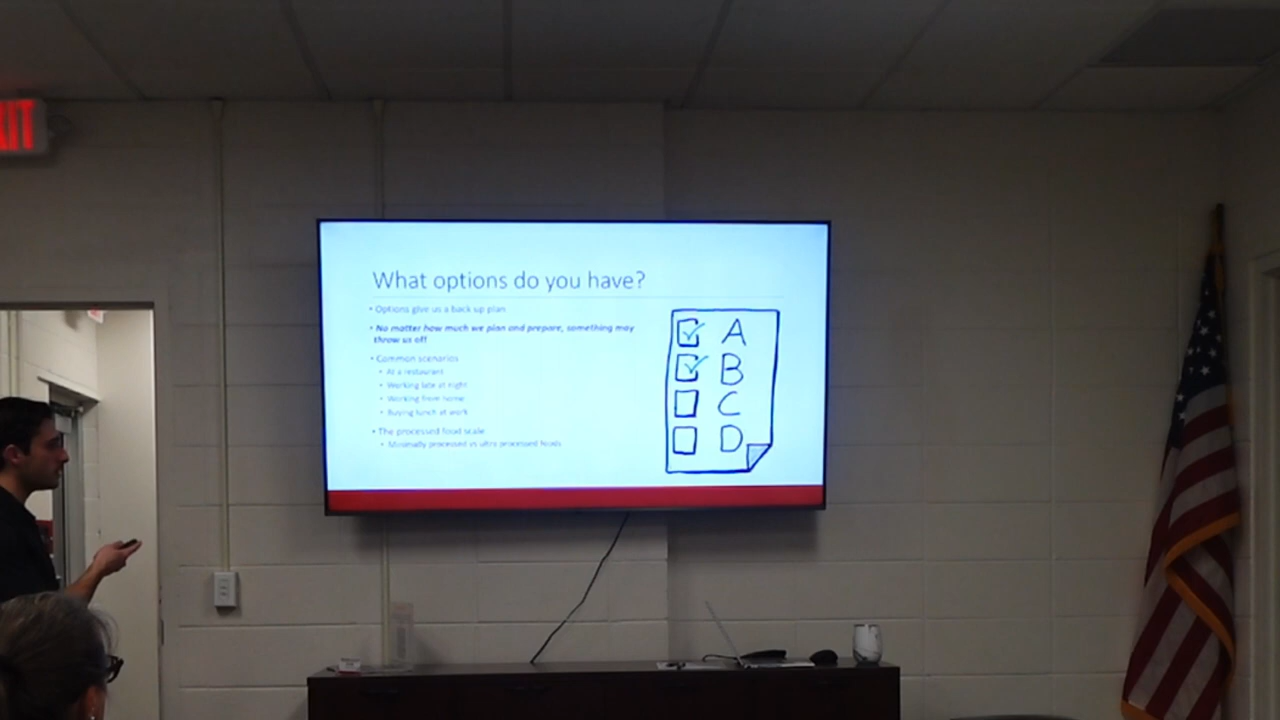 XIT
What options do you have?
• Options give us a back up plan
• No matter how much we plan and prepare, something may
throw us off
• Common scenarios
• At a restaurant
• Working late at night
• Working from home
• Buying lunch at work
• The processed food scale
• Minimally processed vs ultra processed foods
A
B
C
D